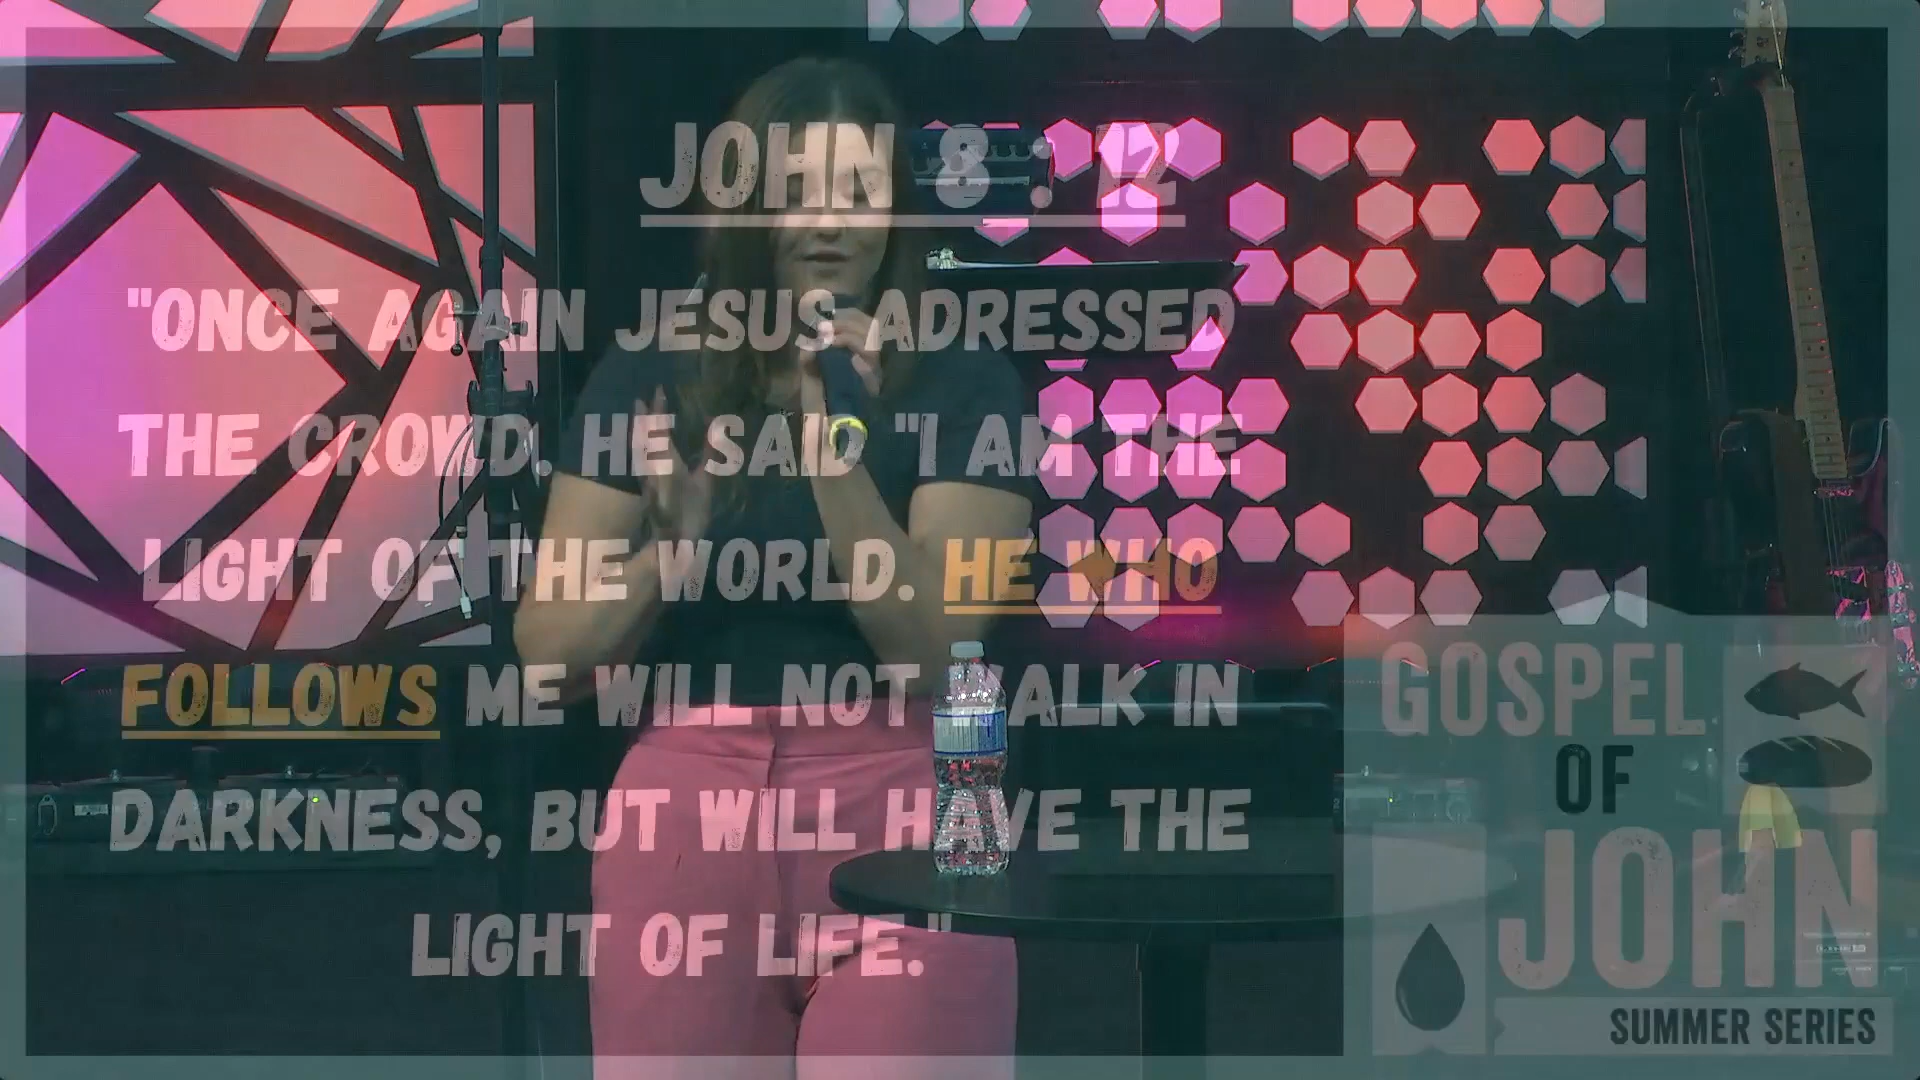 JOHN 8 : 12
"ONCE AGAIN JESUS ADRESSED
THE CROWD. HE SAID "I AM THE
LIGHT OF THE WORLD. HE WHO
FOLLOWS ME WILL NOT WALK IN
DARKNESS, BUT WILL HAVE THE
LIGHT OF LIFE."
GOSPEL
OF
JOHN
SUMMER SERIES